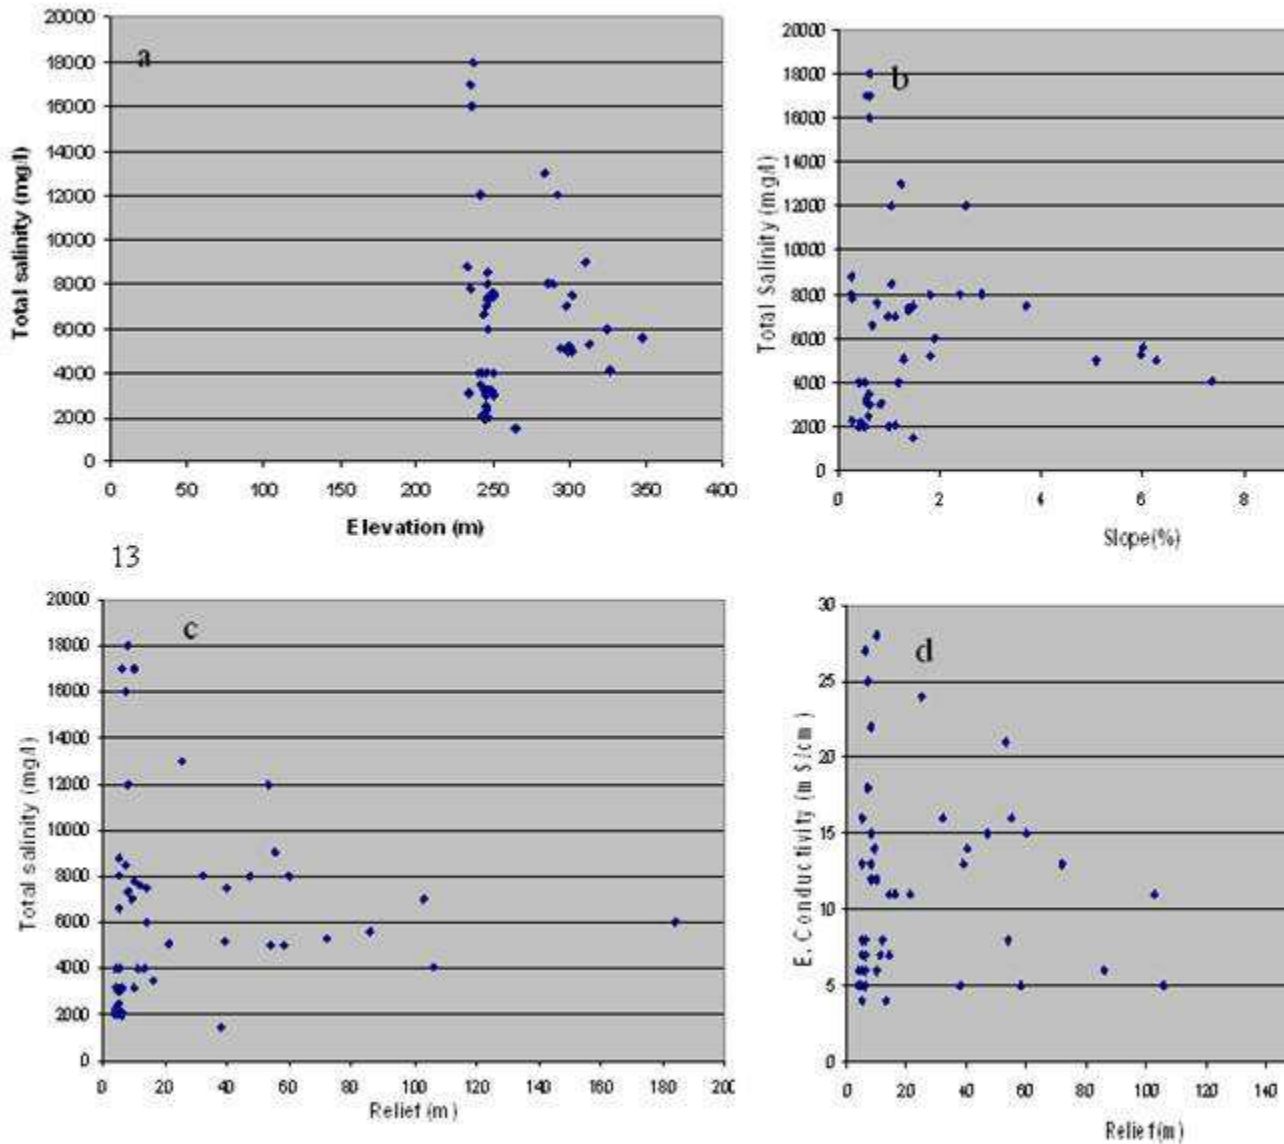 a
Total salinity (mg/l)
20000
18000
16000
14000
12000
10000
8000
6000
4000
2000
0
0 50 100 150 200 250 300 350 400
Elevation (m)
b
Total Salinity (mg/l)
20000
18000
16000
14000
12000
10000
8000
6000
4000
2000
0
0 2 4 6 8
Slope(%)
13
c
Total salinity (mg/l)
20000
18000
16000
14000
12000
10000
8000
6000
4000
2000
0
0 20 40 60 80 100 120 140 160 180 200
Relief (m)
d
E. Conductivity (mS/cm)
30
25
20
15
10
5
0
0 20 40 60 80 100 120 140
Relief(m)